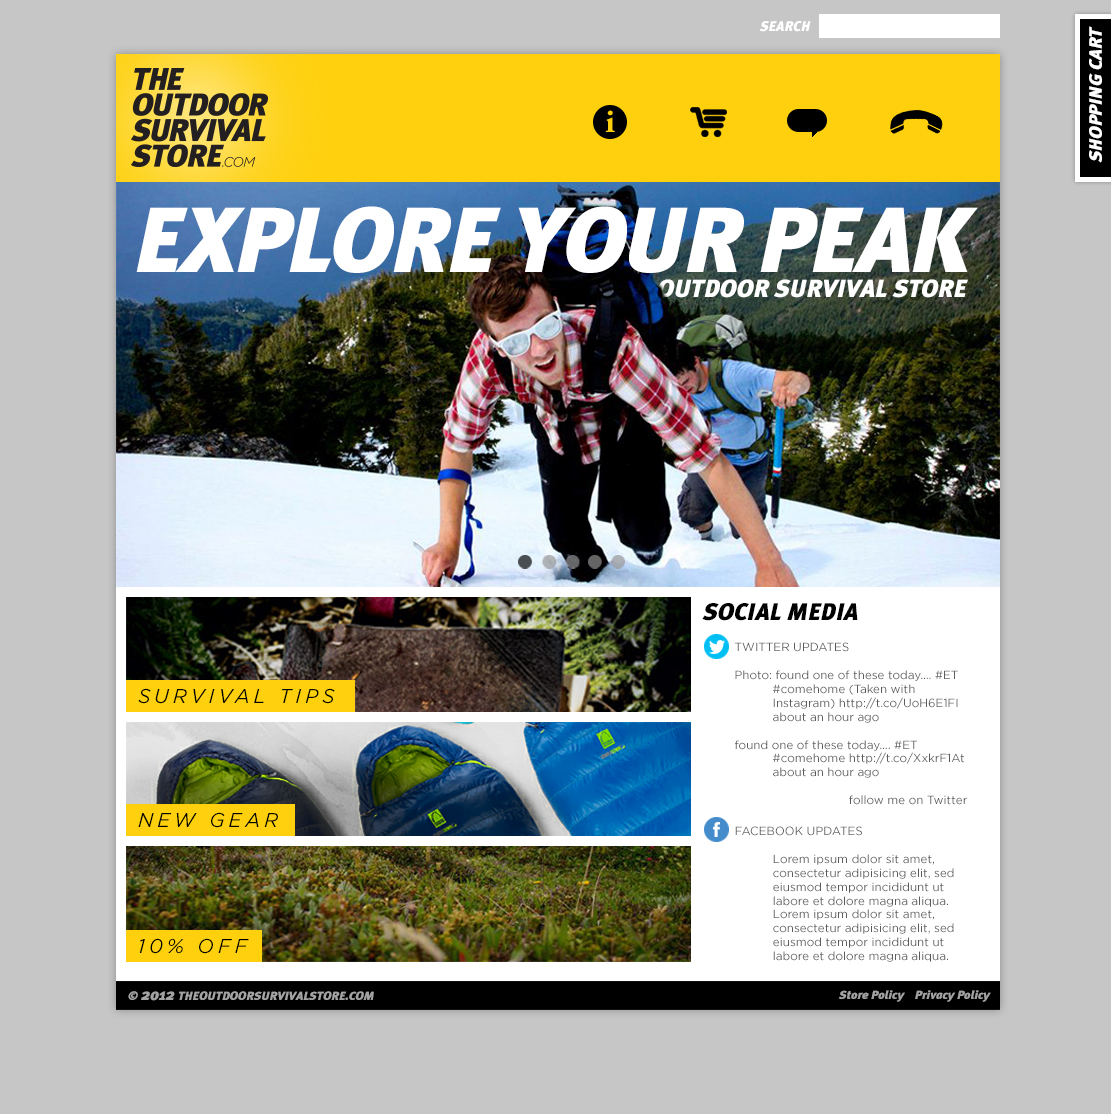 SEARCH
SHOPPING CART
THE
OUTDOOR
SURVIVAL
STORE.COM
EXPLORE YOUR PEAK
OUTDOOR SURVIVAL STORE
SURVIVAL TIPS
NEW GEAR
10% OFF
SOCIAL MEDIA
TWITTER UPDATES
Photo: found one of these today.... #ET
#comehome (Taken with
Instagram) http://t.co/UoH6E1FI
about an hour ago
found one of these today.... #ET
#comehome http://t.co/XxkrF1At
about an hour ago
follow me on Twitter
FACEBOOK UPDATES
Lorem ipsum dolor sit amet,
consectetur adipisicing elit, sed
eiusmod tempor incididunt ut
labore et dolore magna aliqua.
Lorem ipsum dolor sit amet,
consectetur adipisicing elit, sed
eiusmod tempor incididunt ut
labore et dolore magna aliqua.
© 2012 THEOUTDOORSURVIVALSTORE.COM
Store Policy Privacy Policy